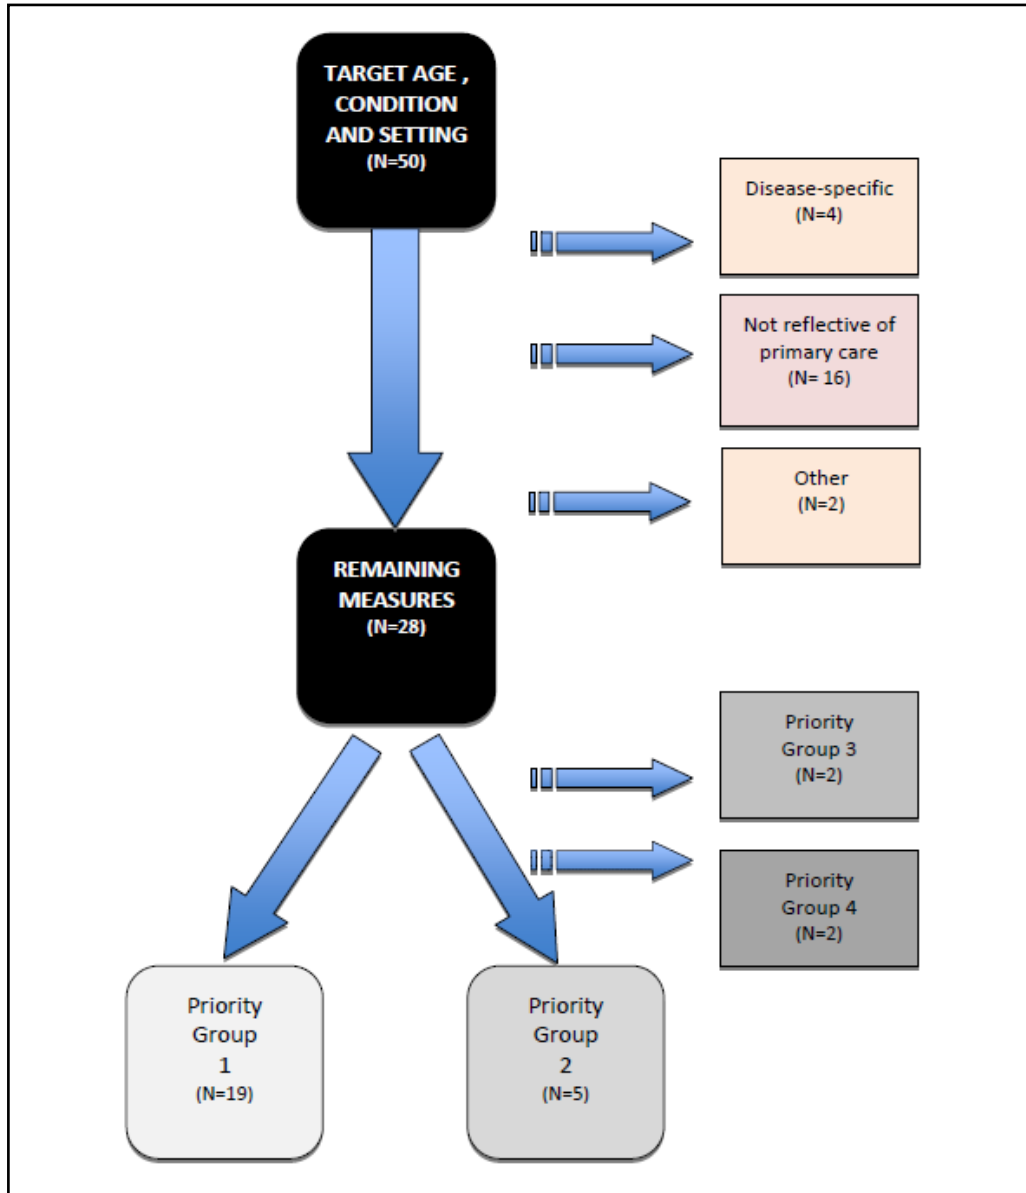 TARGET AGE ,
CONDITION
AND SETTING
(N=50)
Disease-specific
(N=4)
Not reflective of
primary care
(N= 16)
Other
(N=2)
REMAINING
MEASURES
(N=28)
Priority
Group 3
(N=2)
Priority
Group 4
(N=2)
Priority
Group
1
(N=19)
Priority
Group
2
(N=5)